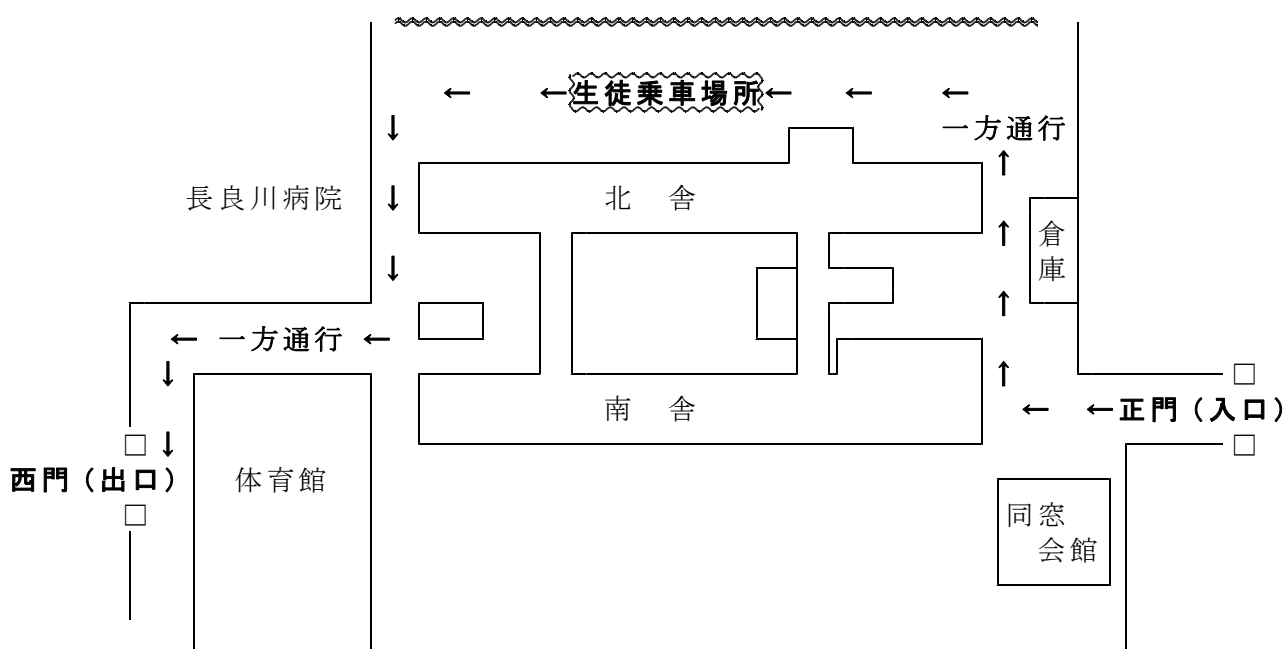 ← ←生徒乗車場所← ← ←
↓ 一方通行
↑
長良川病院 ↓ 北 舎
↑ 倉庫
↓
↑
← 一方通行 ←
↓ ↑
南 舎 ← ←正門（入口）
↓
西門（出口） 体育館
同窓
会館